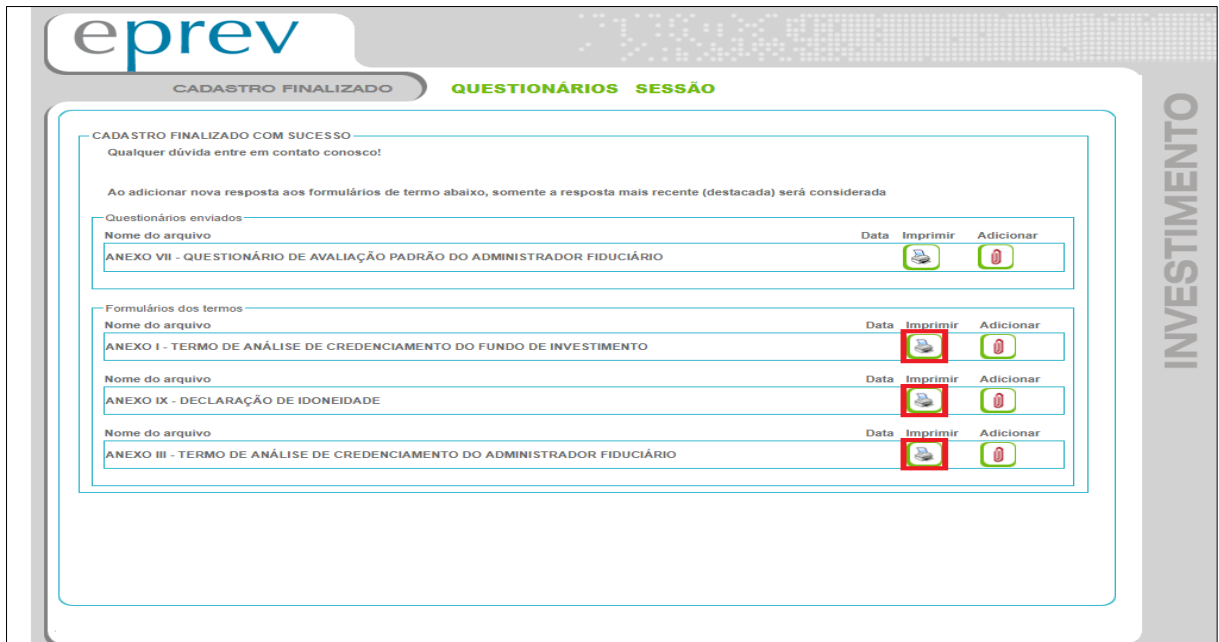 eprev
CADASTRO FINALIZADO QUESTIONÁRIOS SESSÃO
INVESTIMENTO
CADASTRO FINALIZADO COM SUCESSO
Qualquer dúvida entre em contato conosco!
Ao adicionar nova resposta aos formulários de termo abaixo, somente a resposta mais recente (destacada) será considerada
Questionários enviados
Nome do arquivo Data Imprimir Adicionar
ANEXO VII - QUESTIONÁRIO DE AVALIAÇÃO PADRÃO DO ADMINISTRADOR FIDUCIÁRIO
Formulários dos termos
Nome do arquivo Data Imprimir Adicionar
ANEXO I - TERMO DE ANÁLISE DE CREDENCIAMENTO DO FUNDO DE INVESTIMENTO
Nome do arquivo Data Imprimir Adicionar
ANEXO IX - DECLARAÇÃO DE IDONEIDADE
Nome do arquivo Data Imprimir Adicionar
ANEXO III - TERMO DE ANÁLISE DE CREDENCIAMENTO DO ADMINISTRADOR FIDUCIÁRIO